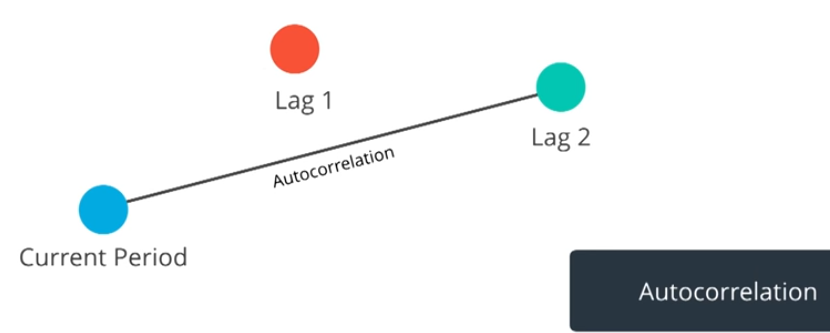 Lag 1
Lag 2
Autocorrelation
Current Period
Autocorrelation